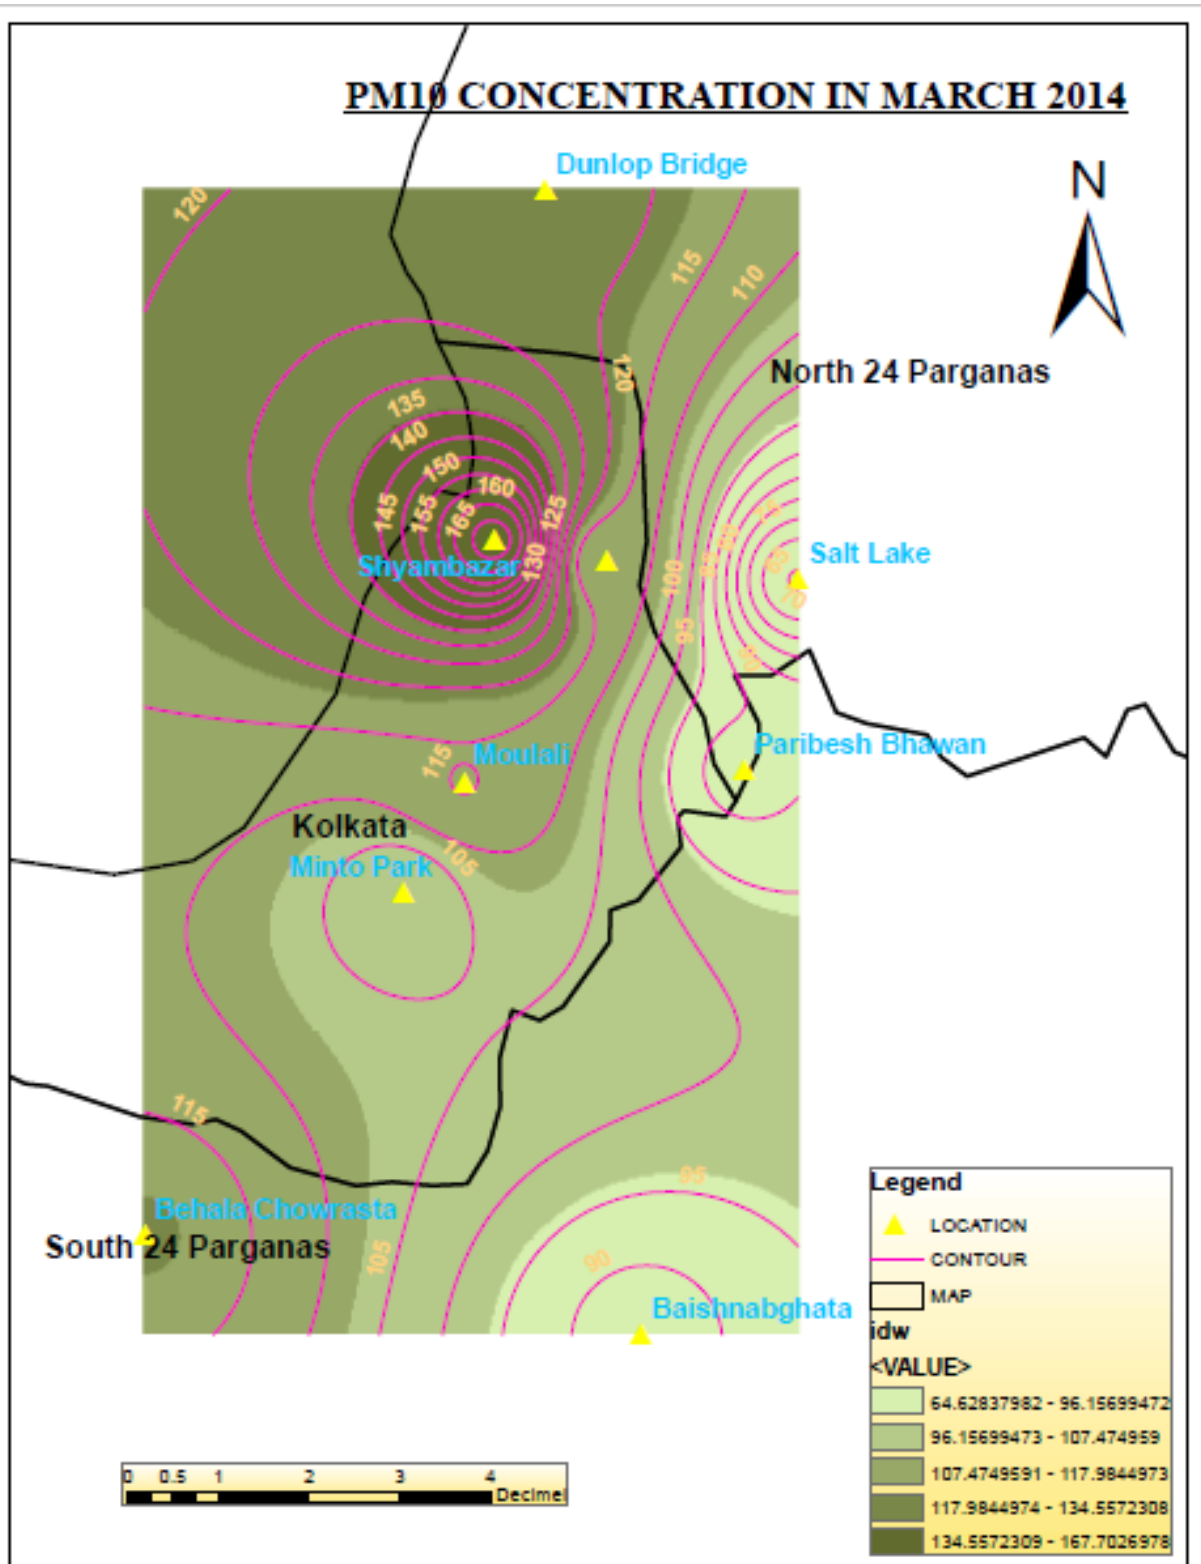 PM10 CONCENTRATION IN MARCH 2014
Dunlop Bridge
N
120
115
110
North 24 Parganas
120
135
140
150
160
145
155
165
125
130
Shyambazar
75
Salt Lake
65
70
100
95
Paribesh Bhawan
Moulali
115
Kolkata
105
Minto Park
115
Behala Chowrasta
South 24 Parganas
105
95
90
Baishnabghata
Legend
LOCATION
CONTOUR
MAP
idw
<VALUE>
64.62837982 - 96.15699472
96.15699473 - 107.474959
107.4749591 - 117.9844973
117.9844974 - 134.5572308
134.5572309 - 167.7026978
0 0.5 1 2 3 4
Decimel